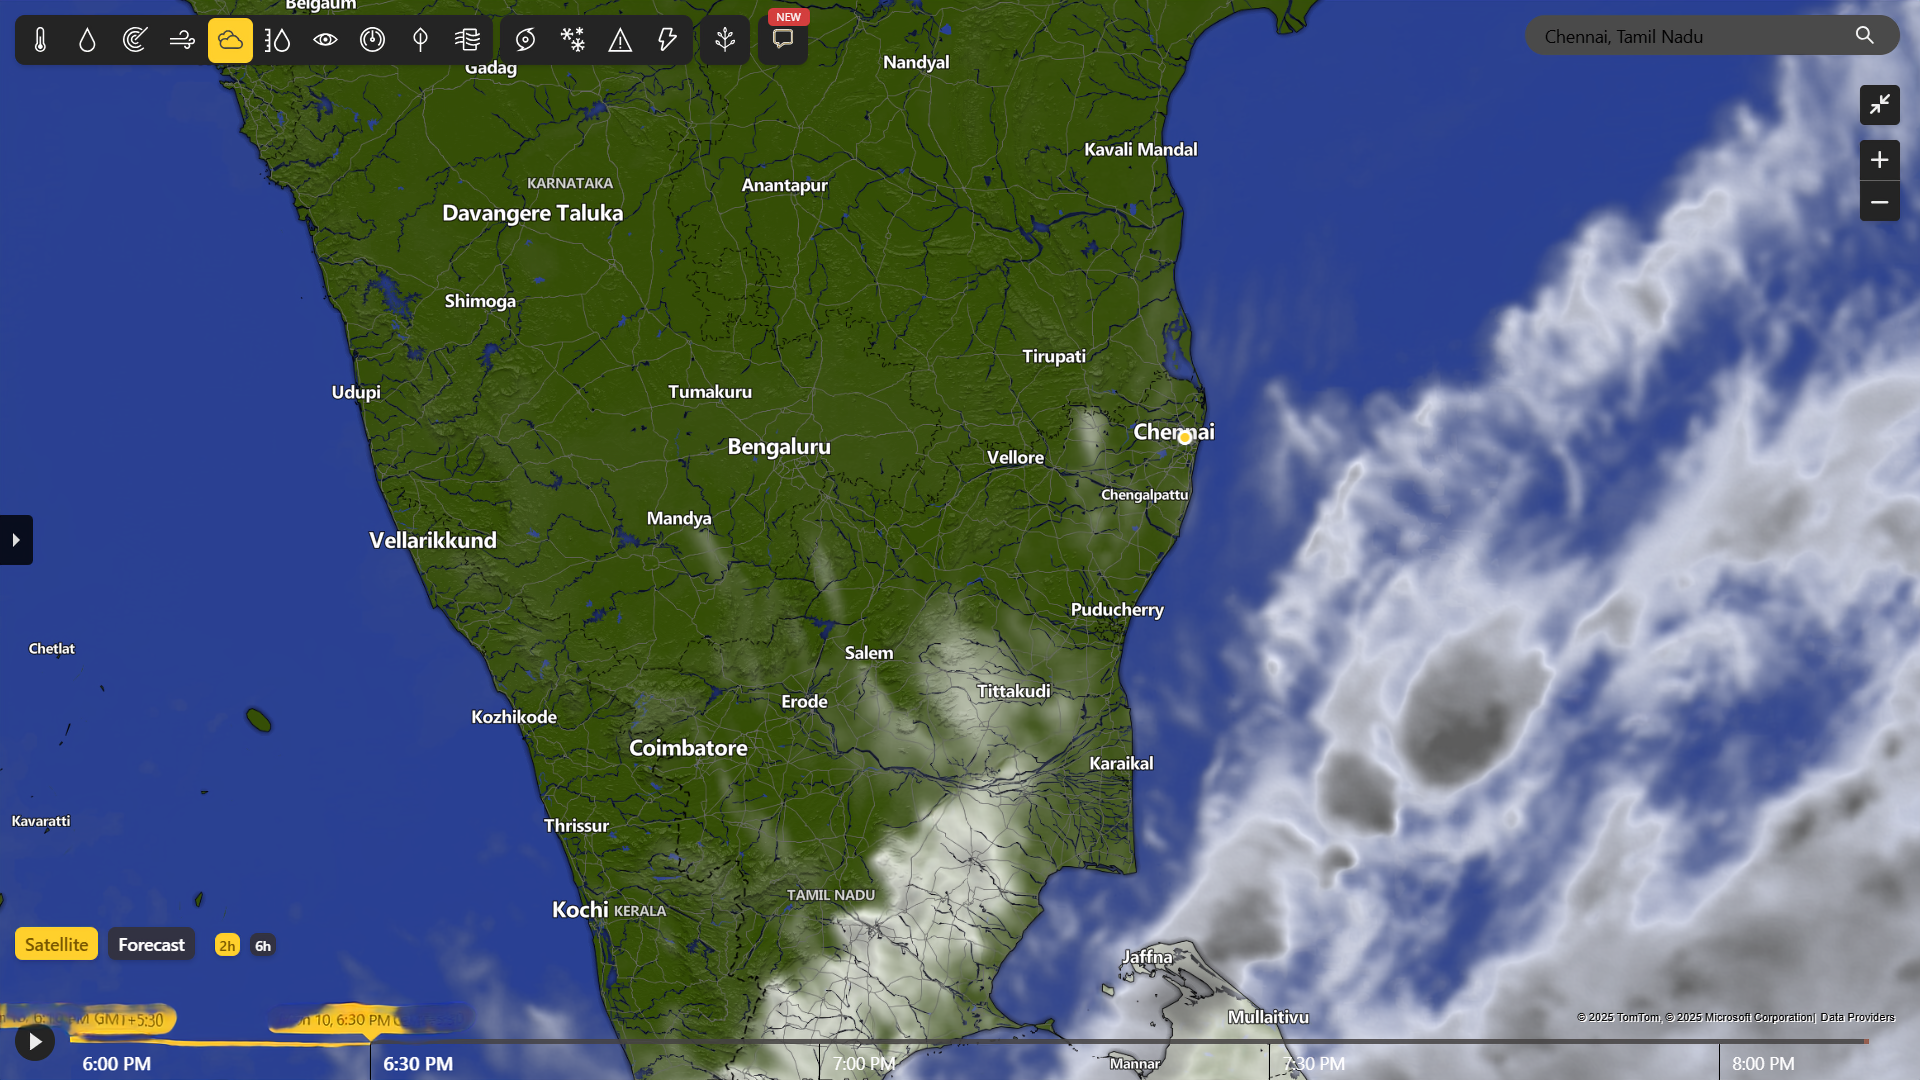 Belgaum
NEW
Chennai, Tamil Nadu
Gadag
Nandyal
Kavali Mandal
KARNATAKA
Anantapur
Davangere Taluka
Shimoga
Tirupati
Udupi
Tumakuru
Chennai
Bengaluru
Vellore
Chengalpattu
Mandya
Vellarikkund
Puducherry
Chetlat
Salem
Tittakudi
Erode
Kozhikode
Coimbatore
Karaikal
Kavaratti
Thrissur
TAMIL NADU
Kochi KERALA
Satellite Forecast 2h 6h
Jaffna
Mullaitivu
© 2025 TomTom, © 2025 Microsoft Corporation| Data Providers
+5:30
10, 6:30 PM
6:00 PM 6:30 PM 7:00 PM Mannar 7:30 PM 8:00 PM